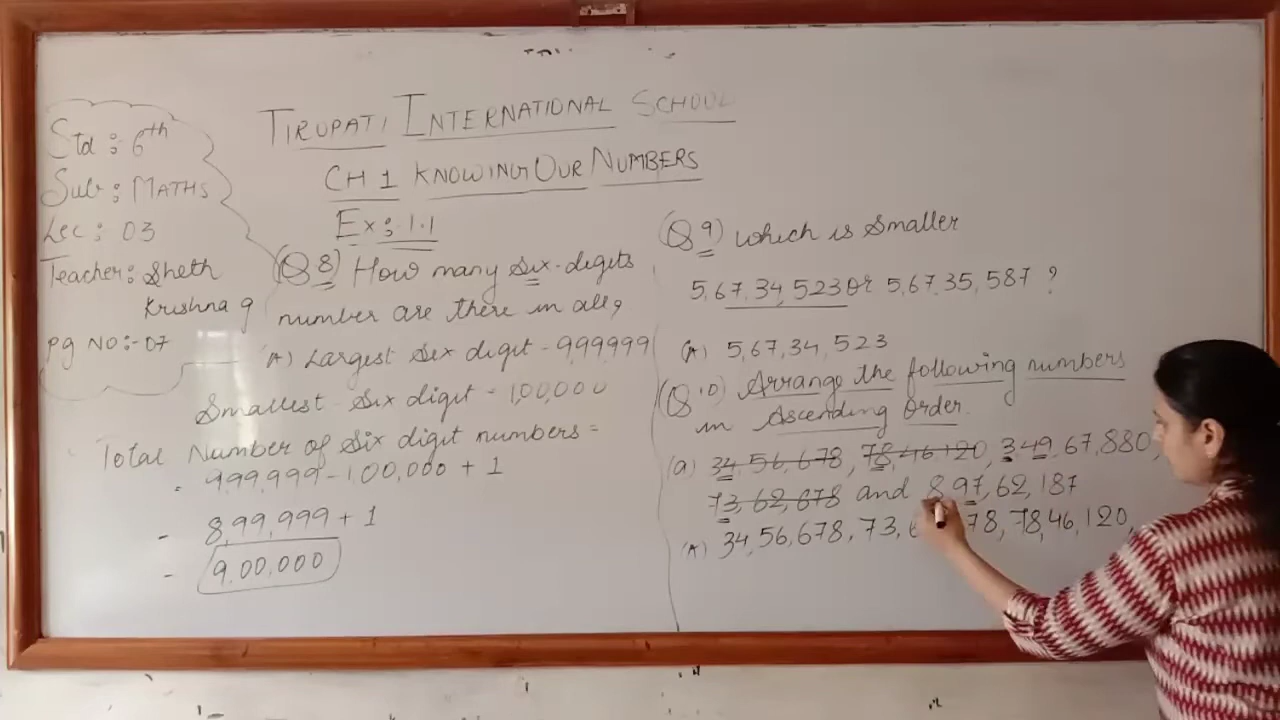 TIRUPATI INTERNATIONAL SCHOOL
CH 1 KNOWING OUR NUMBERS
Ex: 1.1
Std: 6th
Sub: MATHS
Lec: 03
Teacher: Sheth
Krishna g
Pg NO:-07
(Q 8) How many six-digits
number are there in all,
(A) Largest Six digit - 999999
Smallest Six digit - 1,00,000
Total Number of Six digit numbers =
= 9,99,999 - 1,00,000 + 1
- 8,99,999 + 1
- 9,00,000
(Q 9) which is Smaller
5,67,34,523 or 5,67,35,587 ?
(A) 5,67,34,523
(Q 10) Arrange the following numbers
in Ascending Order.
(a) 34,56,678, 78,46,120, 3 49,67,880,
73,62,678 and 8 97,62,187
(A) 34,56,678, 73, 78, 78,46,120,